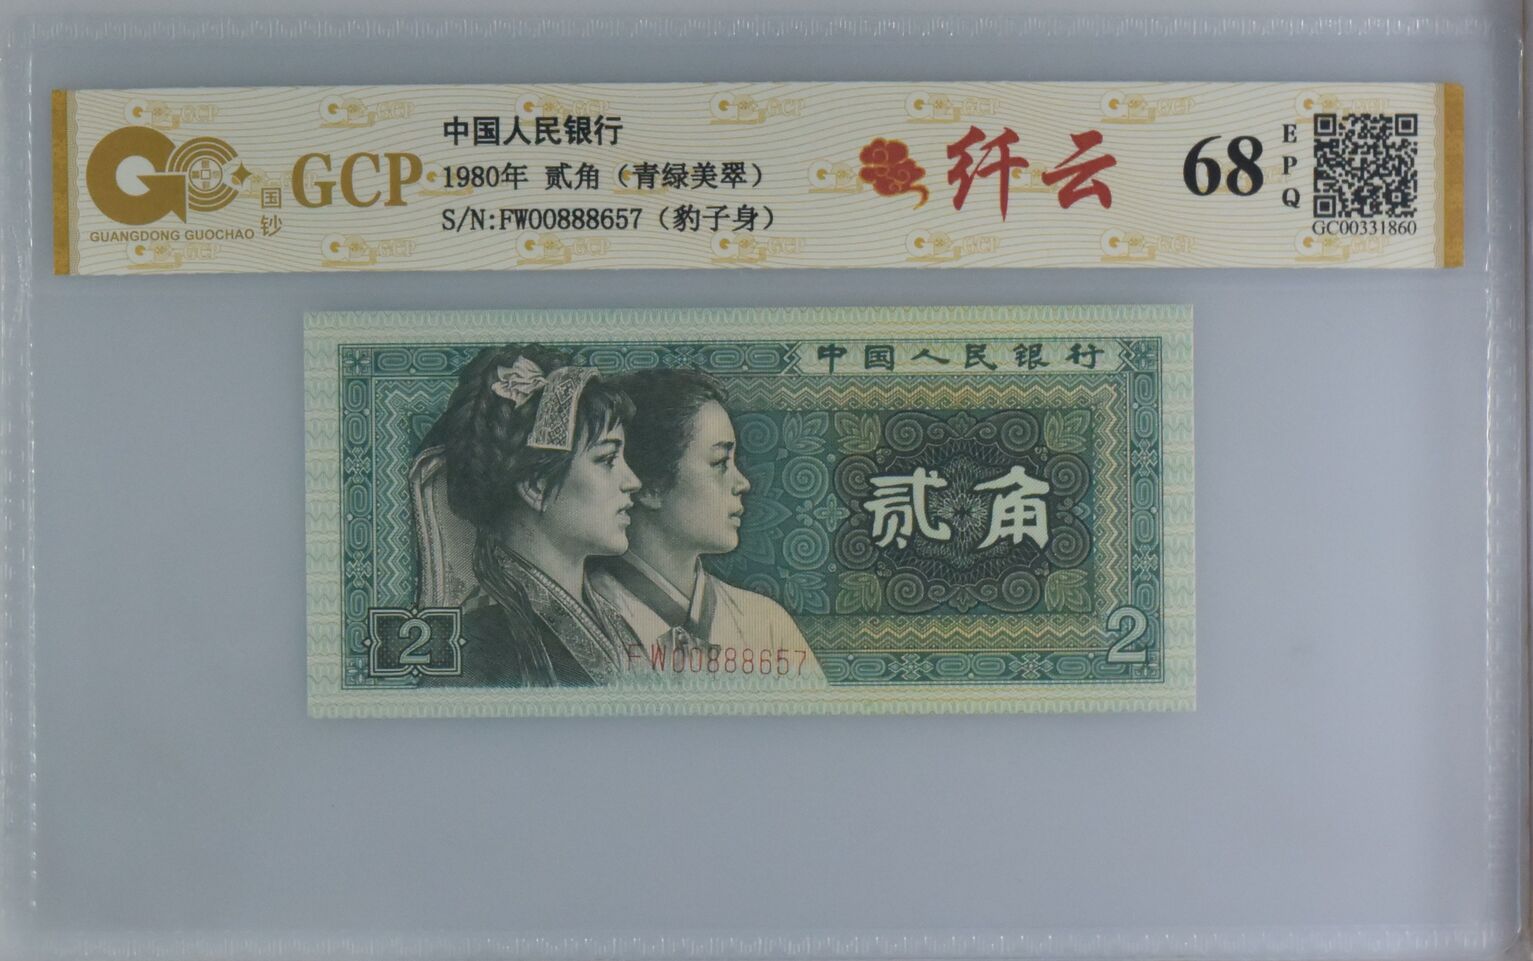 中国人民银行
GCP
1980年 贰角（青绿美翠）
国钞
S/N:FW00888657（豹子身）
GUANGDONG GUOCHAO
纤云
68
EPQ
GC00331860
中国人民银行
贰角
2
2
FW00888657